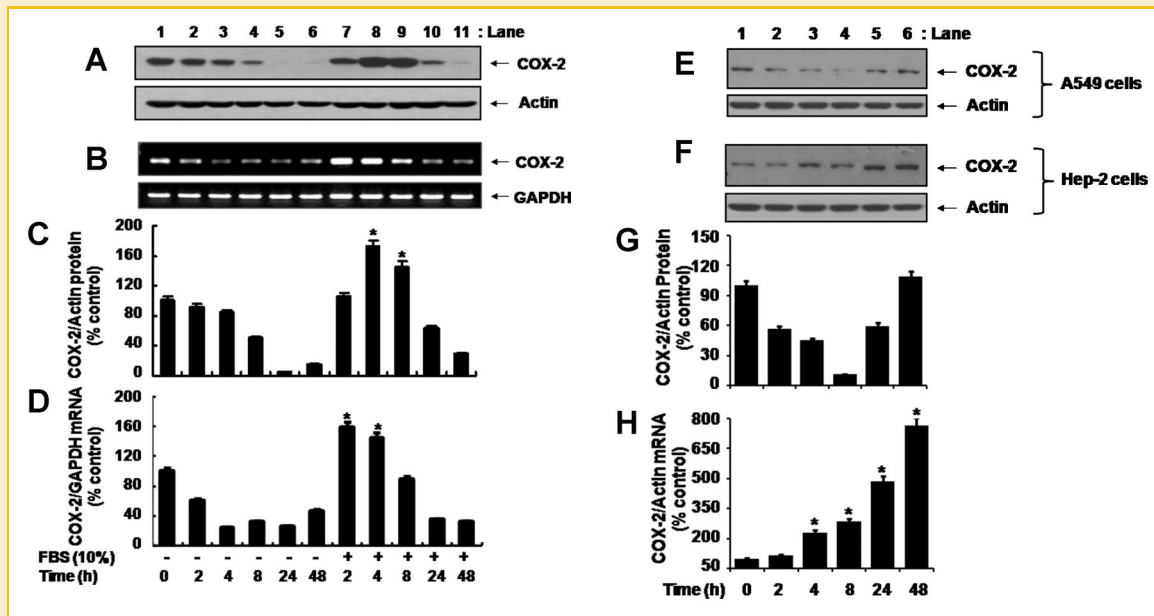 1 2 3 4 5 6 7 8 9 10 11 : Lane
A
← COX-2
← Actin
B
← COX-2
← GAPDH
C
COX-2/Actin protein
(% control)
200
160
120
80
40
0
* *
D
COX-2/GAPDH mRNA
(% control)
200
160
120
80
40
0
* *
FBS (10%) - - - - - - + + + + +
Time (h) 0 2 4 8 24 48 2 4 8 24 48
1 2 3 4 5 6 : Lane
E
← COX-2
← Actin
A549 cells
F
← COX-2
← Actin
Hep-2 cells
G
COX-2/Actin Protein
(% control)
150
120
90
60
30
0
H
COX-2/Actin mRNA
(% control)
800
650
500
350
200
50
* * * *
Time (h) 0 2 4 8 24 48